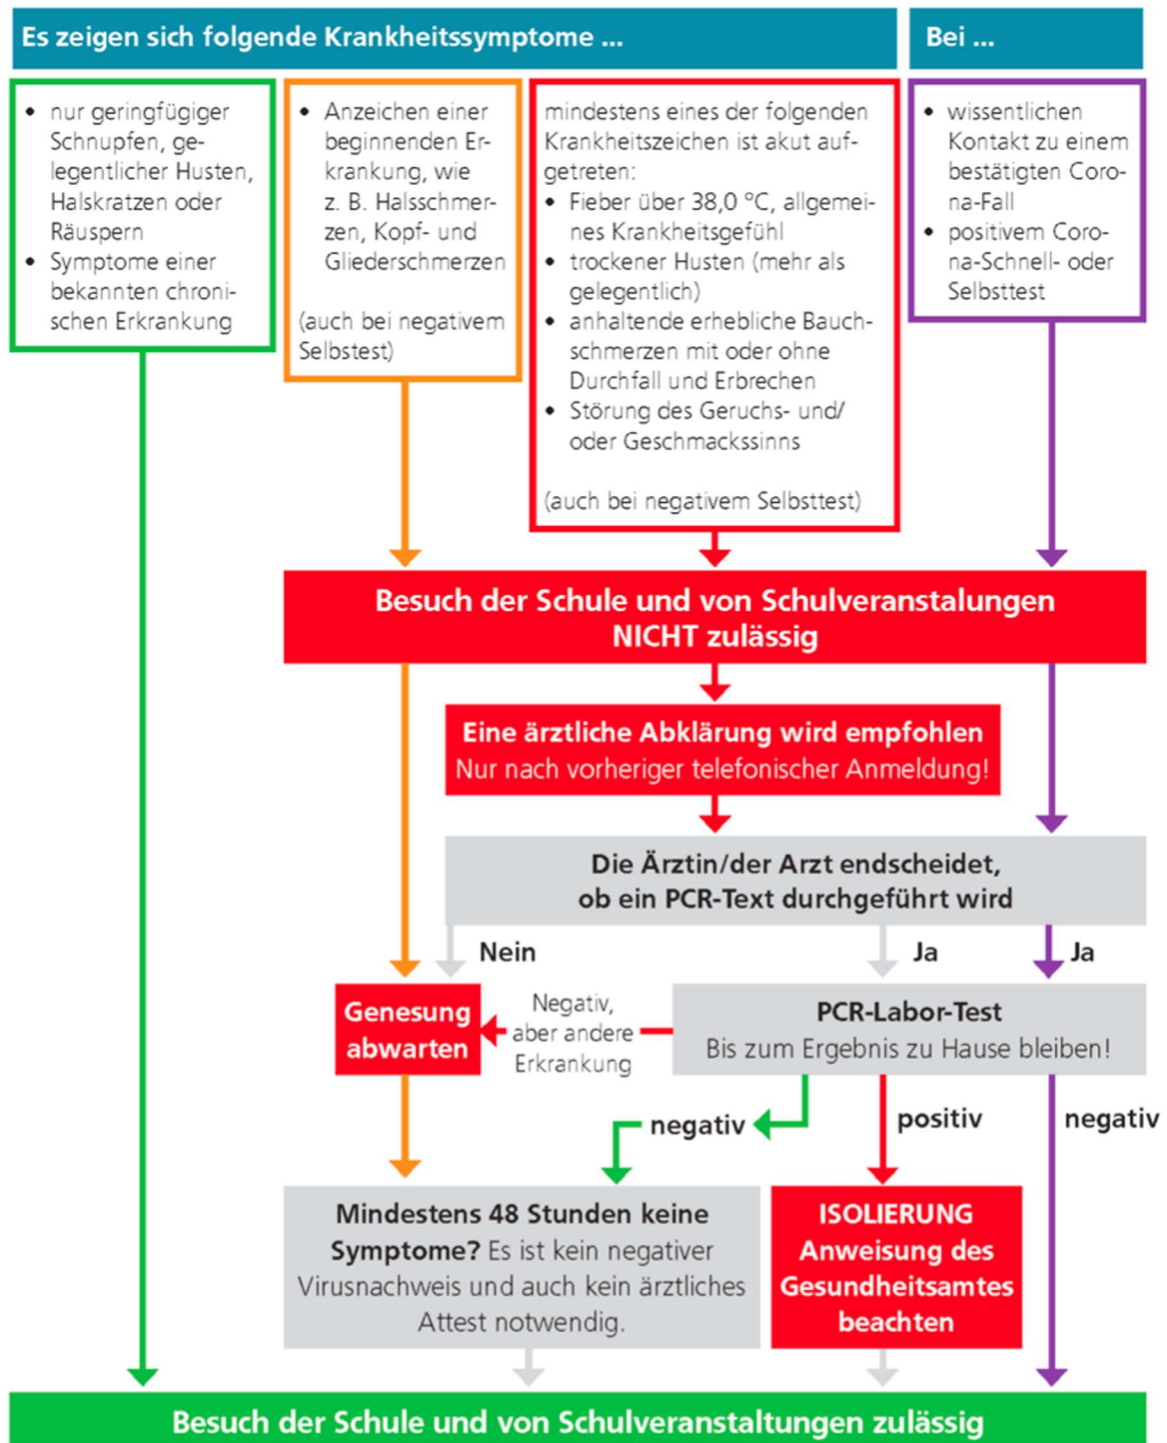 Es zeigen sich folgende Krankheitssymptome ...
Bei ...
• nur geringfügiger
Schnupfen, ge-
legentlicher Husten,
Halskratzen oder
Räuspern
• Symptome einer
bekannten chroni-
schen Erkrankung
• Anzeichen einer
beginnenden Er-
krankung, wie
z. B. Halsschmer-
zen, Kopf- und
Gliederschmerzen
(auch bei negativem
Selbstest)
mindestens eines der folgenden
Krankheitszeichen ist akut auf-
getreten:
• Fieber über 38,0 °C, allgemei-
nes Krankheitsgefühl
• trockener Husten (mehr als
gelegentlich)
• anhaltende erhebliche Bauch-
schmerzen mit oder ohne
Durchfall und Erbrechen
• Störung des Geruchs- und/
oder Geschmackssinns
(auch bei negativem Selbsttest)
• wissentlichen
Kontakt zu einem
bestätigten Coro-
na-Fall
• positivem Coro-
na-Schnell- oder
Selbsttest
Besuch der Schule und von Schulveranstalungen
NICHT zulässig
Eine ärztliche Abklärung wird empfohlen
Nur nach vorheriger telefonischer Anmeldung!
Die Ärztin/der Arzt endscheidet,
ob ein PCR-Text durchgeführt wird
Nein
Ja
Ja
Genesung
abwarten
Negativ,
aber andere
Erkrankung
PCR-Labor-Test
Bis zum Ergebnis zu Hause bleiben!
negativ
positiv
negativ
Mindestens 48 Stunden keine
Symptome? Es ist kein negativer
Virusnachweis und auch kein ärztliches
Attest notwendig.
ISOLIERUNG
Anweisung des
Gesundheitsamtes
beachten
Besuch der Schule und von Schulveranstaltungen zulässig